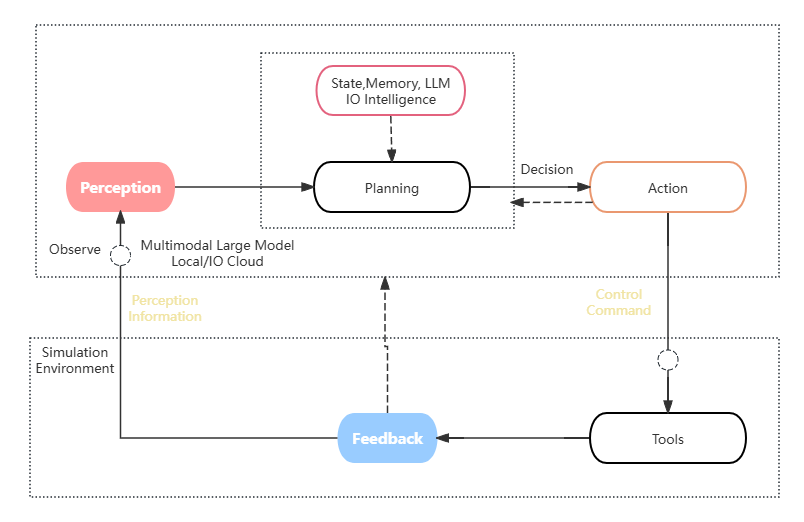 State,Memory, LLM
IO Intelligence
Decision
Perception
Planning
Action
Observe
Multimodal Large Model
Local/IO Cloud
Perception
Information
Control
Command
Simulation
Environment
Feedback
Tools